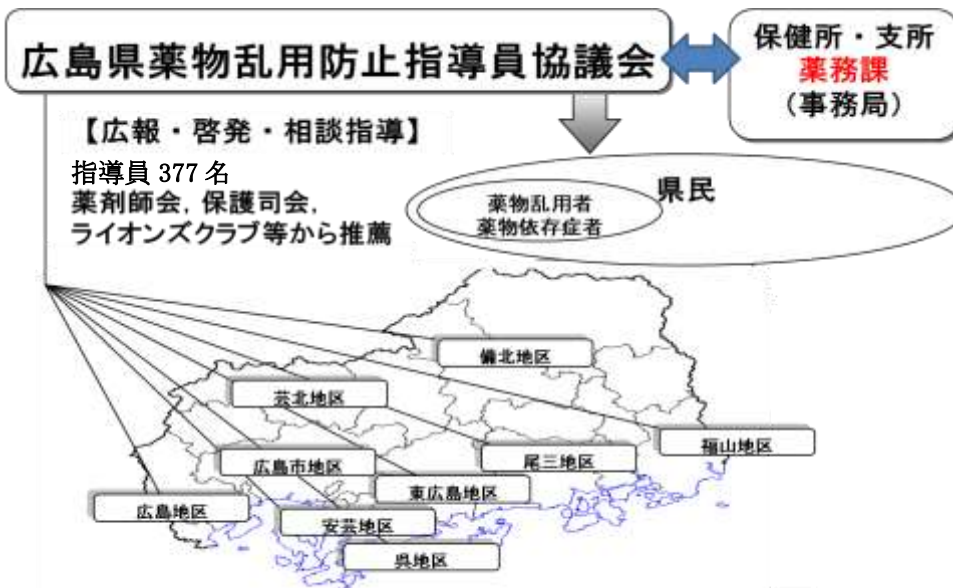 広島県薬物乱用防止指導員協議会
保健所・支所
薬務課
（事務局）
【広報・啓発・相談指導】
指導員 377 名
薬剤師会，保護司会，
ライオンズクラブ等から推薦
県民
薬物乱用者
薬物依存症者
備北地区
芸北地区
福山地区
尾三地区
広島市地区
東広島地区
広島地区
安芸地区
呉地区